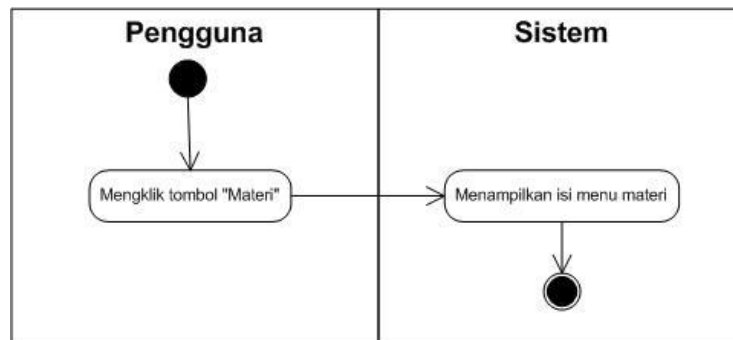 Pengguna
Sistem
Mengklik tombol "Materi"
Menampilkan isi menu materi